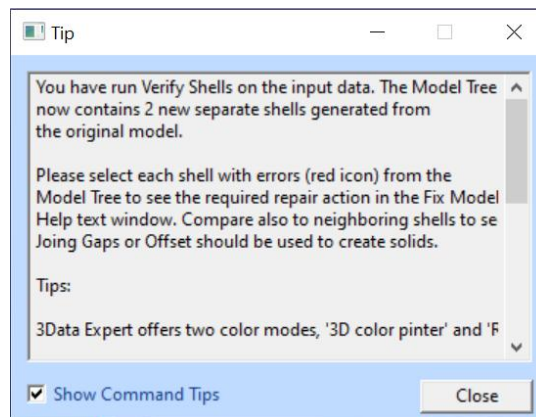 Tip
You have run Verify Shells on the input data. The Model Tree
now contains 2 new separate shells generated from
the original model.
Please select each shell with errors (red icon) from the
Model Tree to see the required repair action in the Fix Model
Help text window. Compare also to neighboring shells to se
Joing Gaps or Offset should be used to create solids.
Tips:
3Data Expert offers two color modes, '3D color pinter' and 'R
Show Command Tips
Close